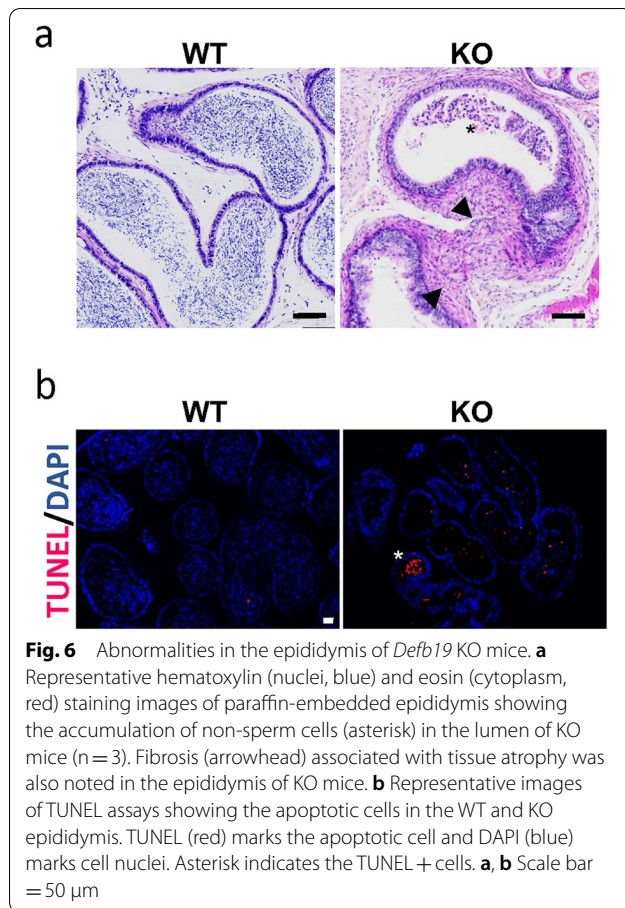 a
WT KO
*
b
WT KO
TUNEL/DAPI
*
Fig. 6 Abnormalities in the epididymis of Defb19 KO mice. a
Representative hematoxylin (nuclei, blue) and eosin (cytoplasm,
red) staining images of paraffin-embedded epididymis showing
the accumulation of non-sperm cells (asterisk) in the lumen of KO
mice (n = 3). Fibrosis (arrowhead) associated with tissue atrophy was
also noted in the epididymis of KO mice. b Representative images
of TUNEL assays showing the apoptotic cells in the WT and KO
epididymis. TUNEL (red) marks the apoptotic cell and DAPI (blue)
marks cell nuclei. Asterisk indicates the TUNEL + cells. a, b Scale bar
= 50 μm